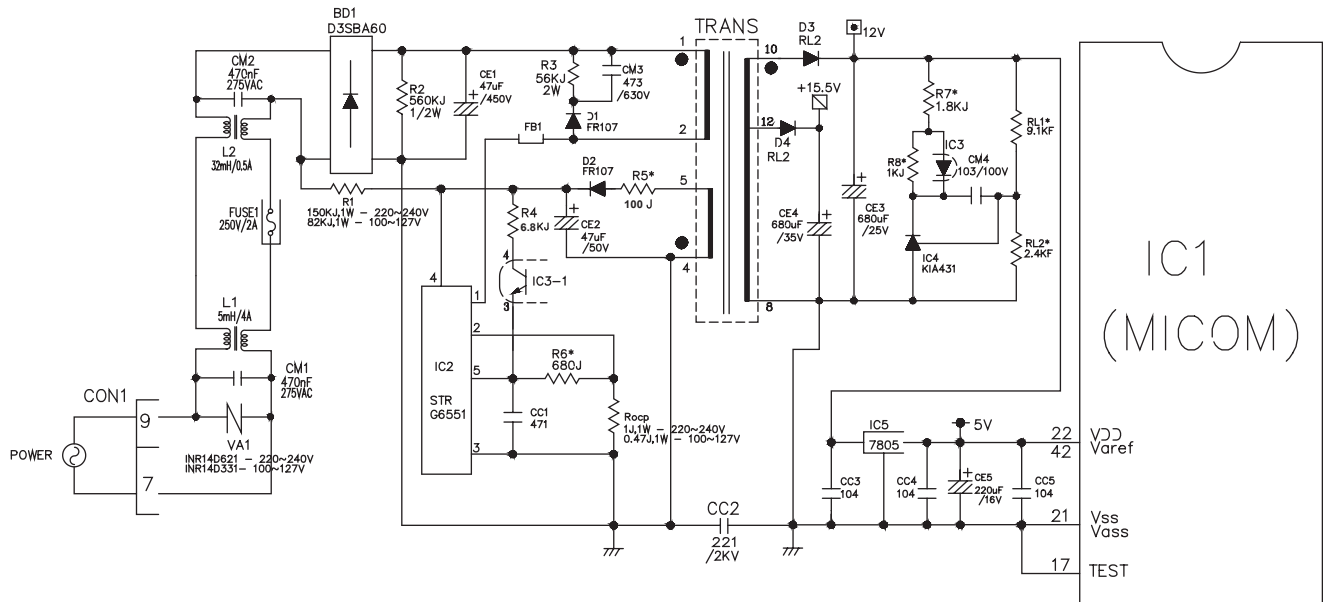 BD1
D3SBA60
TRANS
D3
RL2
12V
CM2
470nF
275VAC
R2
560KJ
1/2W
CE1
47uF
/450V
R3
56KJ
2W
CM3
473
/630V
D1
FR107
FB1
1
2
10
12
+15.5V
D4
RL2
R7*
1.8KJ
RL1*
9.1KF
IC3
R8*
1KJ
CM4
103/100V
L2
32mH/0.5A
D2
FR107
R5*
100 J
5
R1
150KJ,1W - 220~240V
82KJ,1W - 100~127V
FUSE1
250V/2A
R4
6.8KJ
CE2
47uF
/50V
4
CE4
680uF
/35V
CE3
680uF
/25V
IC4
KIA431
RL2*
2.4KF
IC1
(MICOM)
4
IC3-1
3
8
L1
5mH/4A
4
1
2
IC2
STR
G6551
5
3
R6*
680J
CM1
470nF
275VAC
CON1
9
7
VA1
INR14D621 - 220~240V
INR14D331- 100~127V
POWER
CC1
471
Rocp
1J,1W - 220~240V
0.47J,1W - 100~127V
IC5
7805
5V
22
42
VDD
Varef
CC3
104
CC4
104
CE5
220uF
/16V
CC5
104
CC2
221
/2KV
21
Vss
Vass
17
TEST